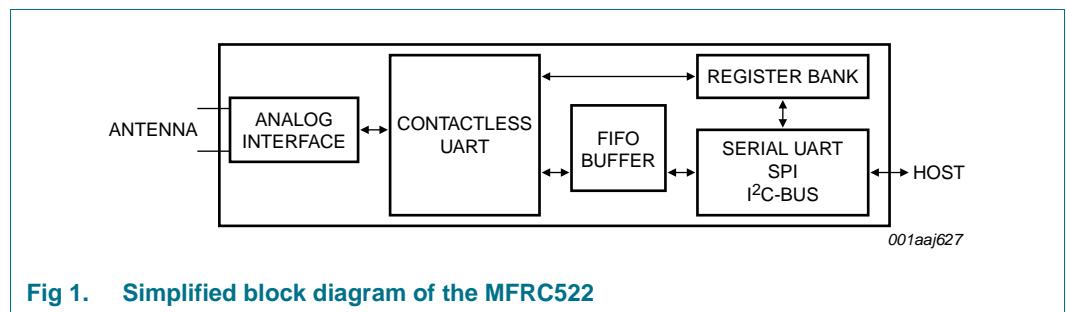 ANTENNA
ANALOG
INTERFACE
CONTACTLESS
UART
FIFO
BUFFER
REGISTER BANK
SERIAL UART
SPI
I²C-BUS
HOST
001aaj627
Fig 1. Simplified block diagram of the MFRC522